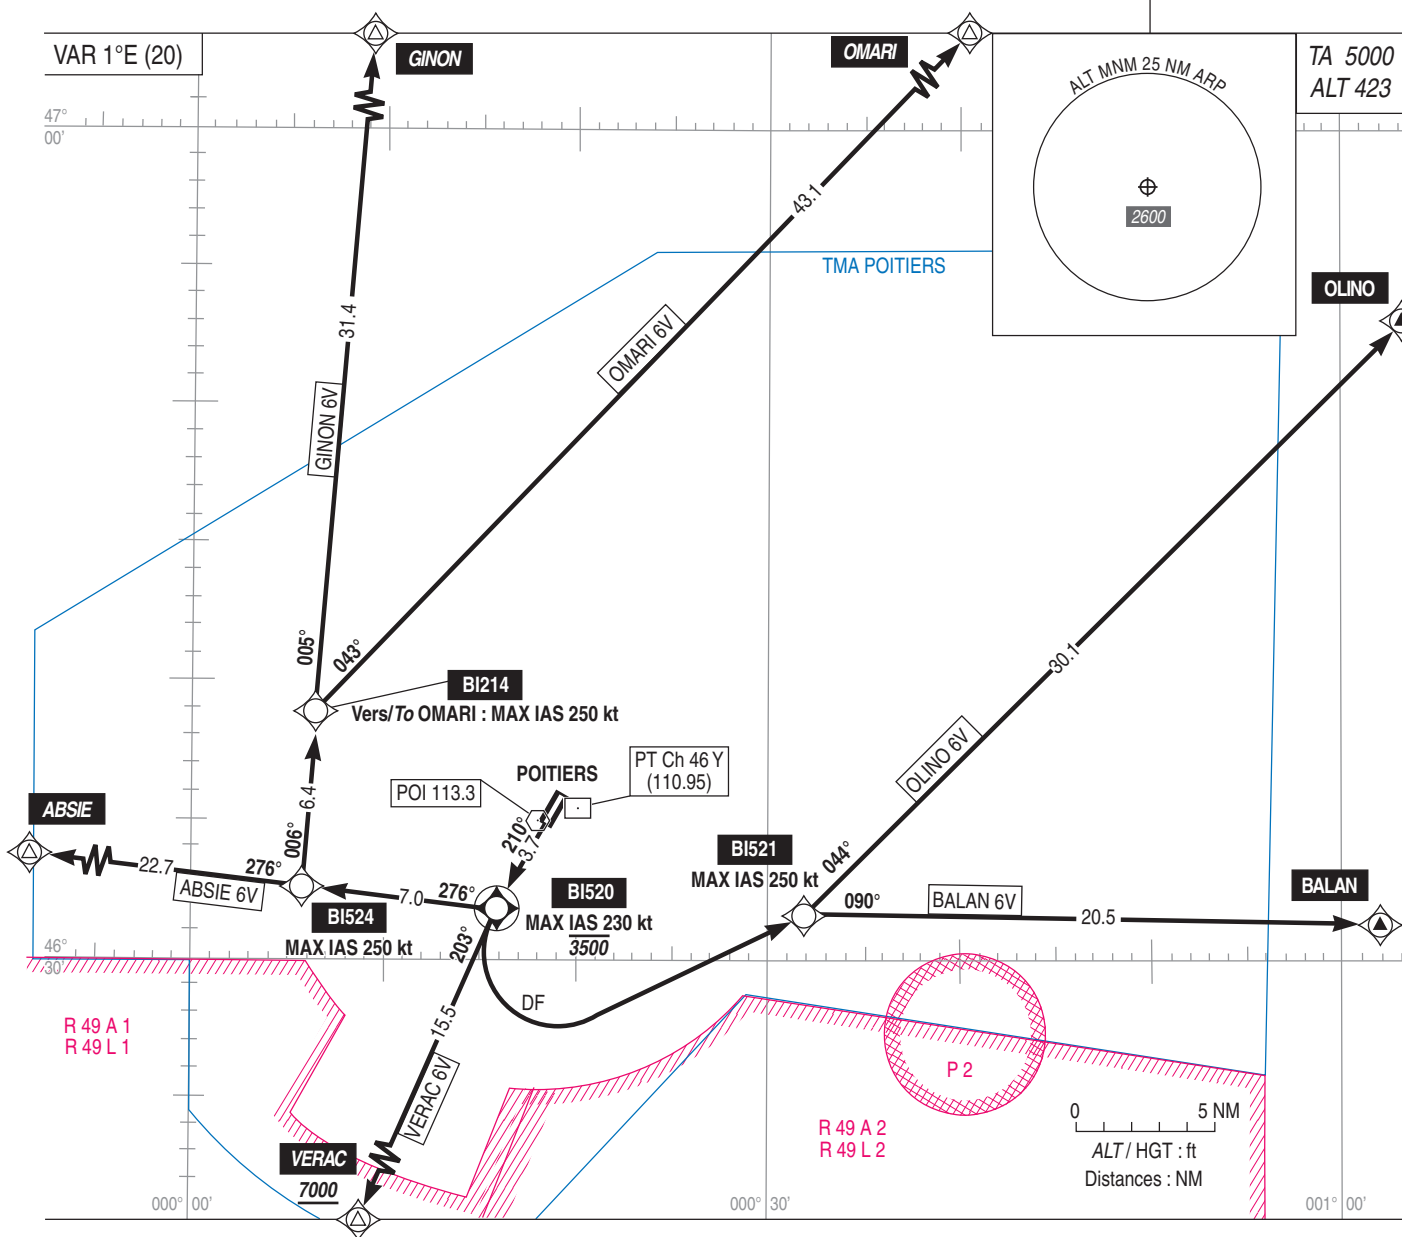 VAR 1°E (20)
GINON
OMARI
ALT MNM 25 NM ARP
2600
TA 5000
ALT 423
47°
00'
43.1
TMA POITIERS
OLINO
31.4
OMARI 6V
GINON 6V
005°
043°
BI214
Vers/To OMARI : MAX IAS 250 kt
30.1
OLINO 6V
POITIERS
PT Ch 46 Y
(110.95)
POI 113.3
6.4
ABSIE
006°
210°
3.7
22.7
276°
ABSIE 6V
7.0
276°
BI524
MAX IAS 250 kt
BI520
MAX IAS 230 kt
3500
BI521
MAX IAS 250 kt
044°
090°
BALAN 6V
20.5
BALAN
203°
46°
30'
DF
15.5
R 49 A 1
R 49 L 1
VERAC 6V
P 2
R 49 A 2
R 49 L 2
0 5 NM
ALT / HGT : ft
Distances : NM
VERAC
7000
000° 00'
000° 30'
001° 00'